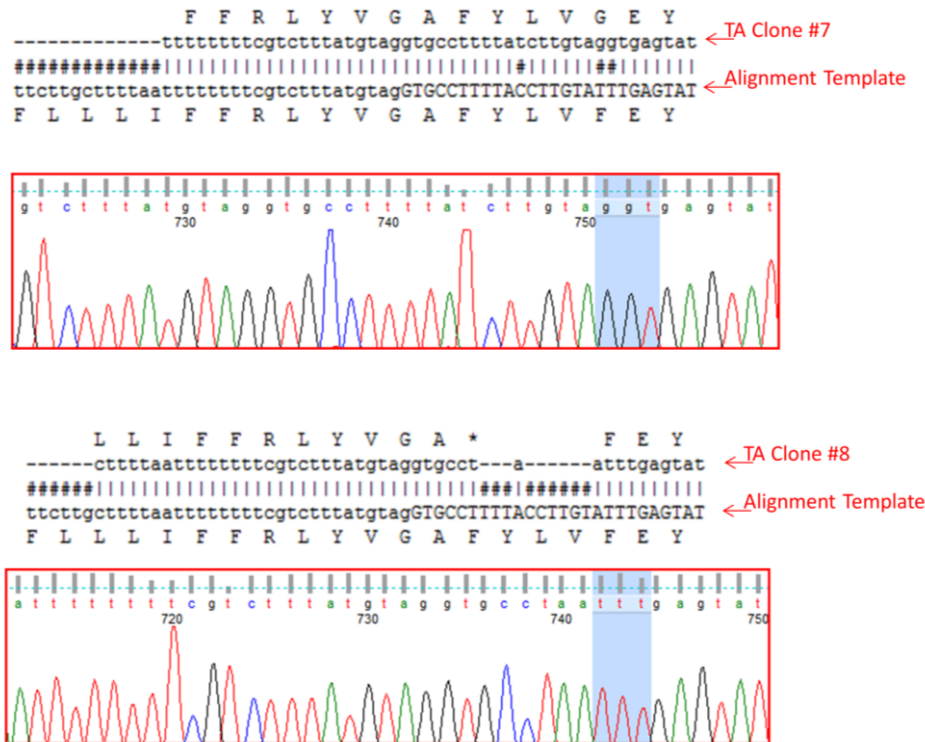 F F R L Y V G A F Y L V G E Y
-------------ttttttttcgtctttatgtaggtgccttttatcttgtaggtgagtat
TA Clone #7
#############|||||||||||||||||||||||||||||||#||||||##|||||||
ttcttgcttttaattttttttcgtctttatgtagGTGCCTTTTACCTTGTATTTGAGTAT
Alignment Template
F L L L I F F R L Y V G A F Y L V F E Y
g t c t t t a t g t a g g t g c c t t t t a t c t t g t a g g t g a g t a t
730 740 750
L L I F F R L Y V G A * F E Y
------cttttaattttttttcgtctttatgtaggtgcct---a------atttgagtat
TA Clone #8
######||||||||||||||||||||||||||||||||||###|######||||||||||
ttcttgcttttaattttttttcgtctttatgtagGTGCCTTTTACCTTGTATTTGAGTAT
Alignment Template
F L L L I F F R L Y V G A F Y L V F E Y
a t t t t t t t t c g t c t t t a t g t a g g t g c c t a a t t t g a g t a t
720 730 740 750